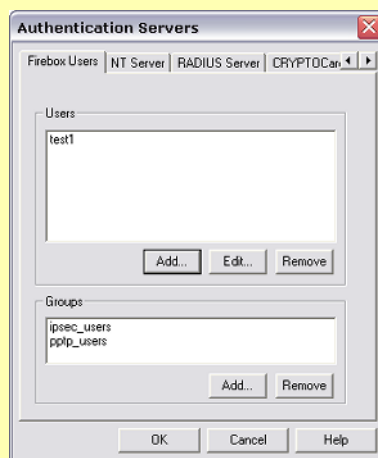 Authentication Servers
Firebox Users NT Server RADIUS Server CRYPTOCar
Users
test1
Add... Edit... Remove
Groups
ipsec_users
pptp_users
Add... Remove
OK Cancel Help